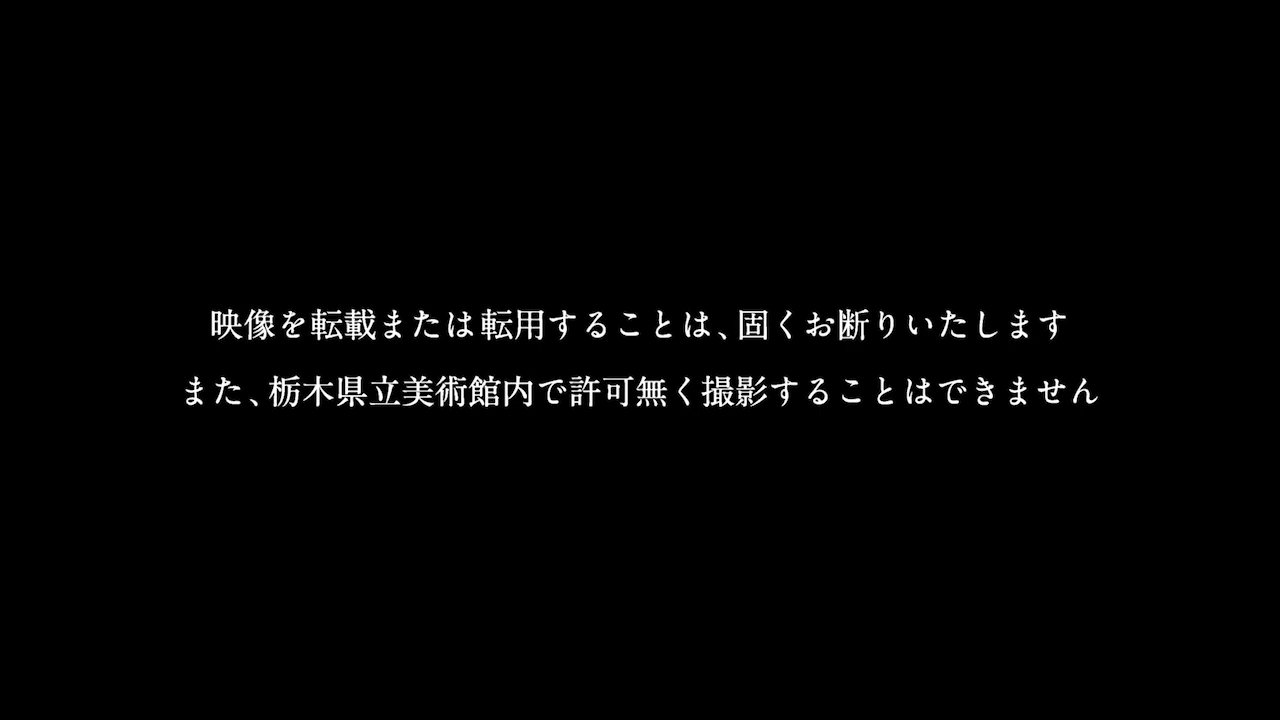 映像を転載または転用することは、固くお断りいたします
また、栃木県立美術館内で許可無く撮影することはできません